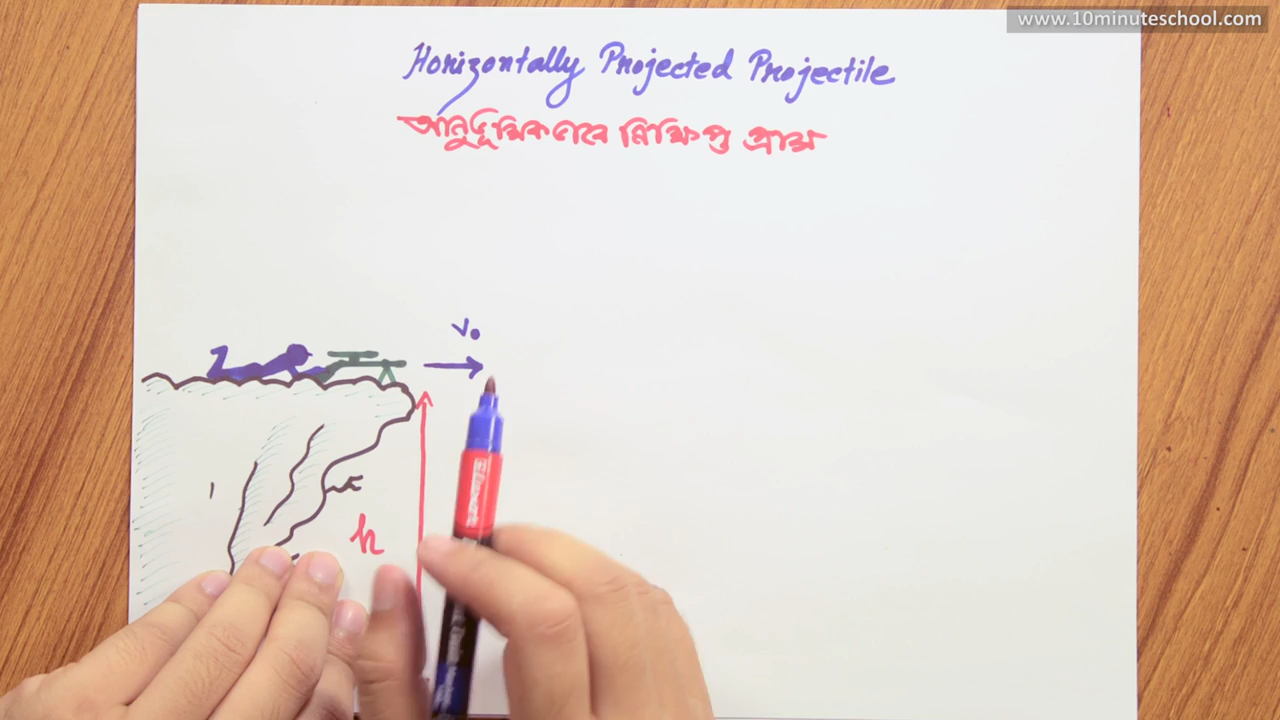 www.10minuteschool.com
Horizontally Projected Projectile
আনুভূমিকভাবে নিক্ষিপ্ত প্রাস
v₀
h